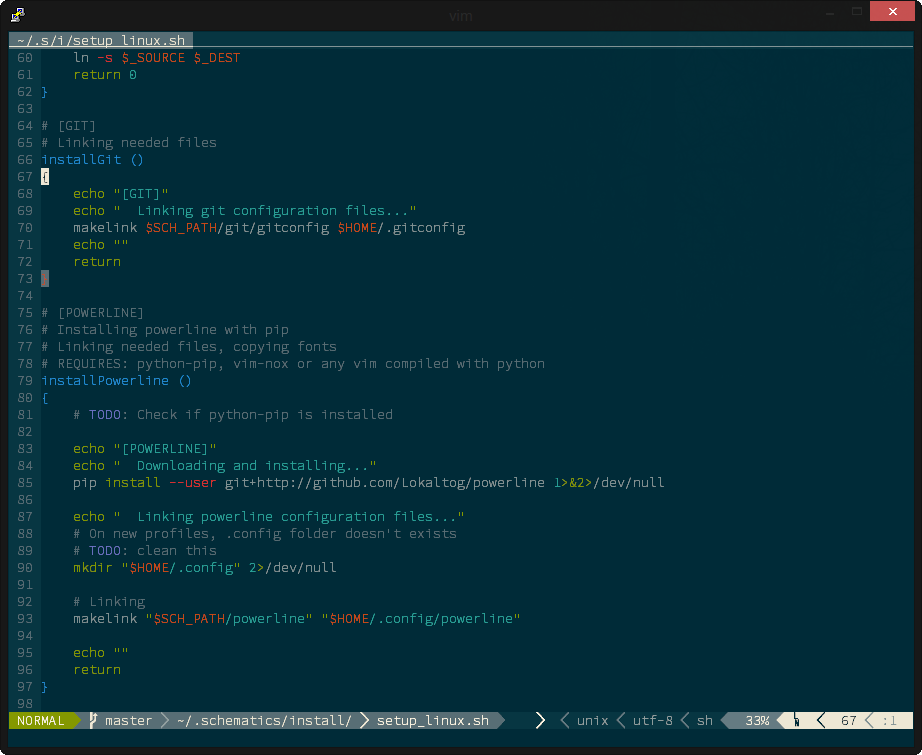 vim
~/.s/i/setup_linux.sh
60     ln -s $_SOURCE $_DEST
61     return 0
62 }
63
64 # [GIT]
65 # Linking needed files
66 installGit ()
67 {
68     echo "[GIT]"
69     echo "  Linking git configuration files..."
70     makelink $SCH_PATH/git/gitconfig $HOME/.gitconfig
71     echo ""
72     return
73 }
74
75 # [POWERLINE]
76 # Installing powerline with pip
77 # Linking needed files, copying fonts
78 # REQUIRES: python-pip, vim-nox or any vim compiled with python
79 installPowerline ()
80 {
81     # TODO: Check if python-pip is installed
82
83     echo "[POWERLINE]"
84     echo "  Downloading and installing..."
85     pip install --user git+http://github.com/Lokaltog/powerline 1>&2>/dev/null
86
87     echo "  Linking powerline configuration files..."
88     # On new profiles, .config folder doesn't exists
89     # TODO: clean this
90     mkdir "$HOME/.config" 2>/dev/null
91
92     # Linking
93     makelink "$SCH_PATH/powerline" "$HOME/.config/powerline"
94
95     echo ""
96     return
97 }
98
NORMAL master ~/.schematics/install/ setup_linux.sh unix utf-8 sh 33% 67 :1